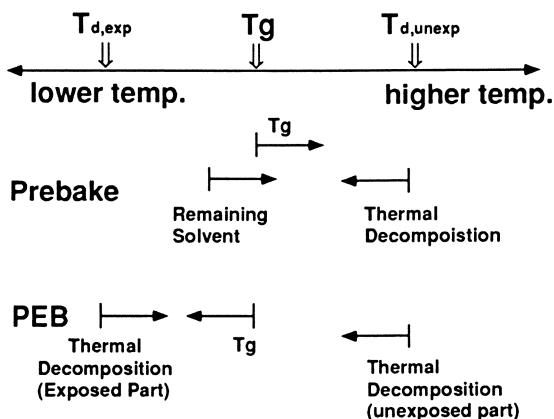 Td,exp Tg Td,unexp
lower temp. higher temp.
Tg
Prebake
Remaining Thermal
Solvent Decompoistion
PEB
Thermal Tg Thermal
Decomposition Decomposition
(Exposed Part) (unexposed part)